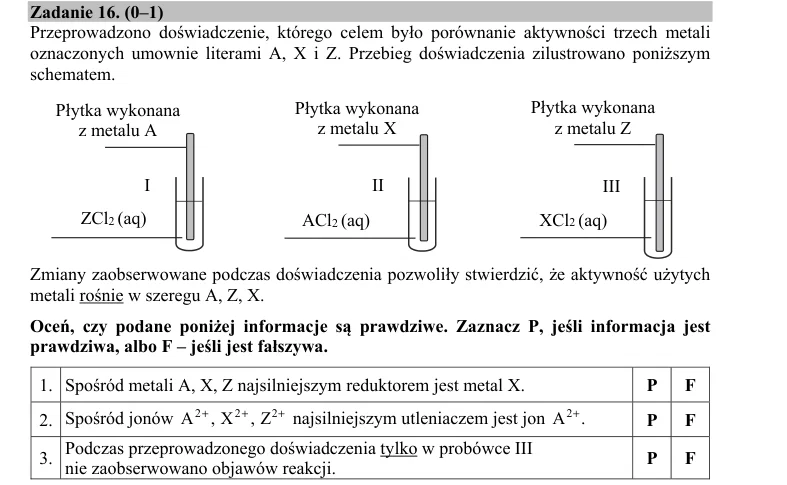 Zadanie 16. (0–1)
Przeprowadzono doświadczenie, którego celem było porównanie aktywności trzech metali
oznaczonych umownie literami A, X i Z. Przebieg doświadczenia zilustrowano poniższym
schematem.
Płytka wykonana
z metalu A
I
ZCl₂ (aq)
Płytka wykonana
z metalu X
II
ACl₂ (aq)
Płytka wykonana
z metalu Z
III
XCl₂ (aq)
Zmiany zaobserwowane podczas doświadczenia pozwoliły stwierdzić, że aktywność użytych
metali rośnie w szeregu A, Z, X.
Oceń, czy podane poniżej informacje są prawdziwe. Zaznacz P, jeśli informacja jest
prawdziwa, albo F – jeśli jest fałszywa.
1. Spośród metali A, X, Z najsilniejszym reduktorem jest metal X. P F
2. Spośród jonów A²⁺, X²⁺, Z²⁺ najsilniejszym utleniaczem jest jon A²⁺. P F
3. Podczas przeprowadzonego doświadczenia tylko w probówce III
nie zaobserwowano objawów reakcji. P F